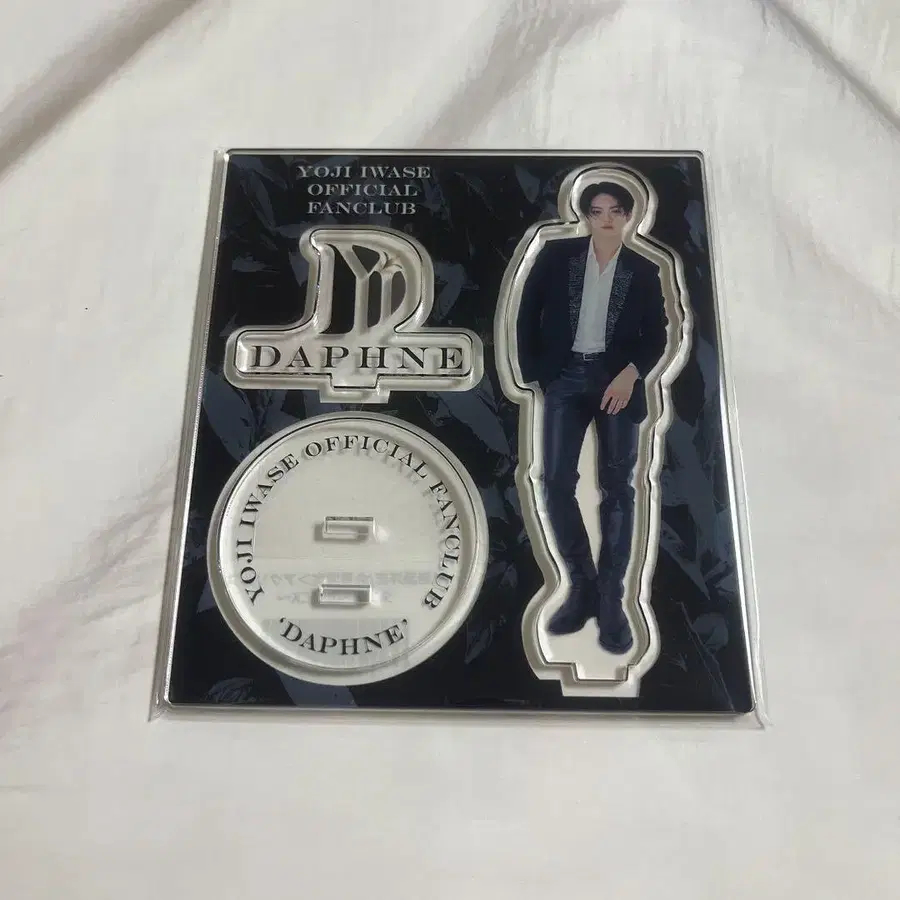 YOJI IWASE
OFFICIAL
FANCLUB
DAPHNE
YOJI IWASE OFFICIAL FANCLUB
'DAPHNE'